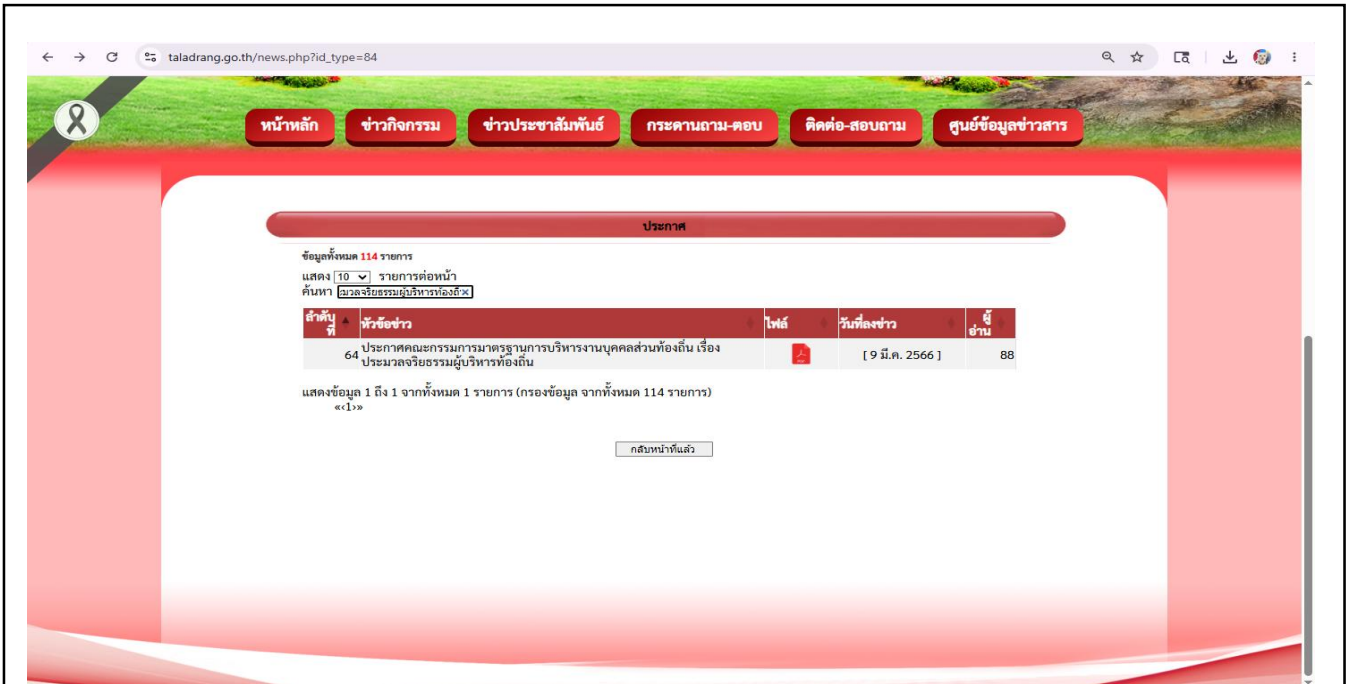 taladrang.go.th/news.php?id_type=84
หน้าหลัก ข่าวกิจกรรม ข่าวประชาสัมพันธ์ กระดานถาม-ตอบ ติดต่อ-สอบถาม ศูนย์ข้อมูลข่าวสาร
ประกาศ
ข้อมูลทั้งหมด 114 รายการ
แสดง 10 รายการต่อหน้า
ค้นหา มวลจริยธรรมผู้บริหารท้องถิ่
ลำดับที่ หัวข้อข่าว ไฟล์ วันที่ลงข่าว ผู้อ่าน
64 ประกาศคณะกรรมการมาตรฐานการบริหารงานบุคคลส่วนท้องถิ่น เรื่อง
ประมวลจริยธรรมผู้บริหารท้องถิ่น [ 9 มี.ค. 2566 ] 88
แสดงข้อมูล 1 ถึง 1 จากทั้งหมด 1 รายการ (กรองข้อมูล จากทั้งหมด 114 รายการ)
«‹1›»
กลับหน้าที่แล้ว